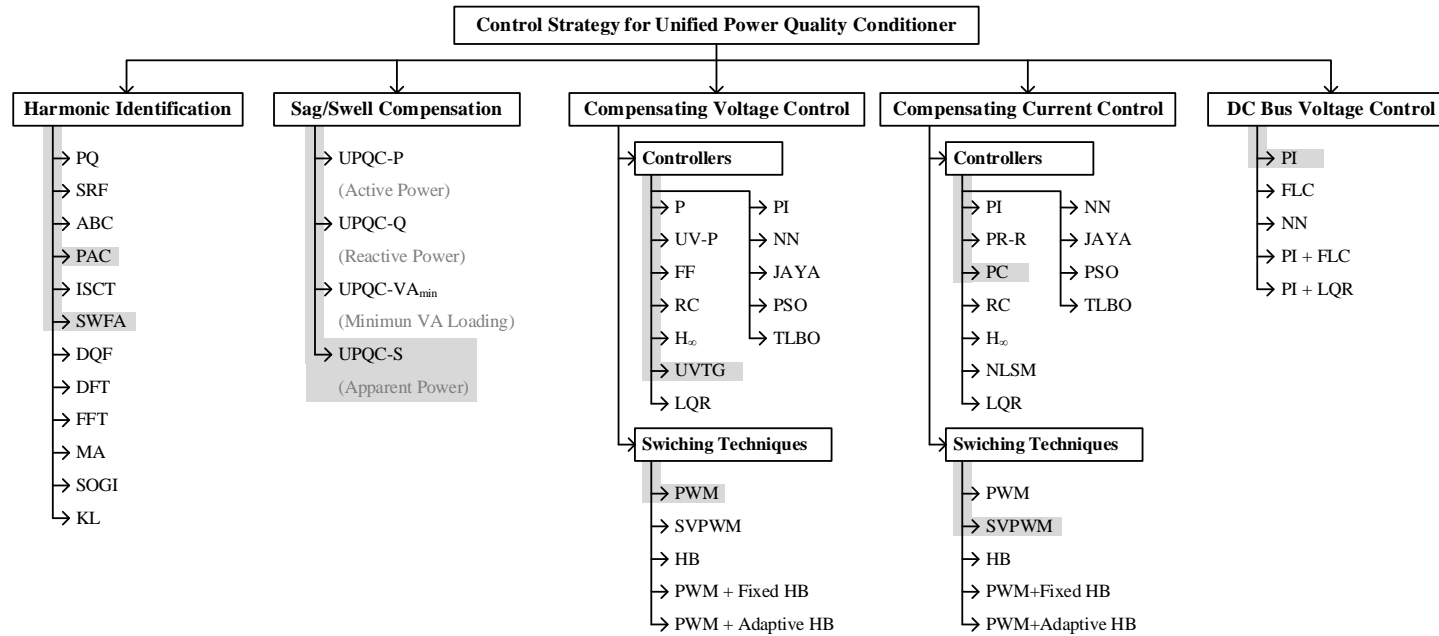 Control Strategy for Unified Power Quality Conditioner
Harmonic Identification
PQ
SRF
ABC
PAC
ISCT
SWFA
DQF
DFT
FFT
MA
SOGI
KL
Sag/Swell Compensation
UPQC-P
(Active Power)
UPQC-Q
(Reactive Power)
UPQC-VAmin
(Minimun VA Loading)
UPQC-S
(Apparent Power)
Compensating Voltage Control
Controllers
P
UV-P
FF
RC
H∞
UVTG
LQR
PI
NN
JAYA
PSO
TLBO
Swiching Techniques
PWM
SVPWM
HB
PWM + Fixed HB
PWM + Adaptive HB
Compensating Current Control
Controllers
PI
PR-R
PC
RC
H∞
NLSM
LQR
NN
JAYA
PSO
TLBO
Swiching Techniques
PWM
SVPWM
HB
PWM+Fixed HB
PWM+Adaptive HB
DC Bus Voltage Control
PI
FLC
NN
PI + FLC
PI + LQR